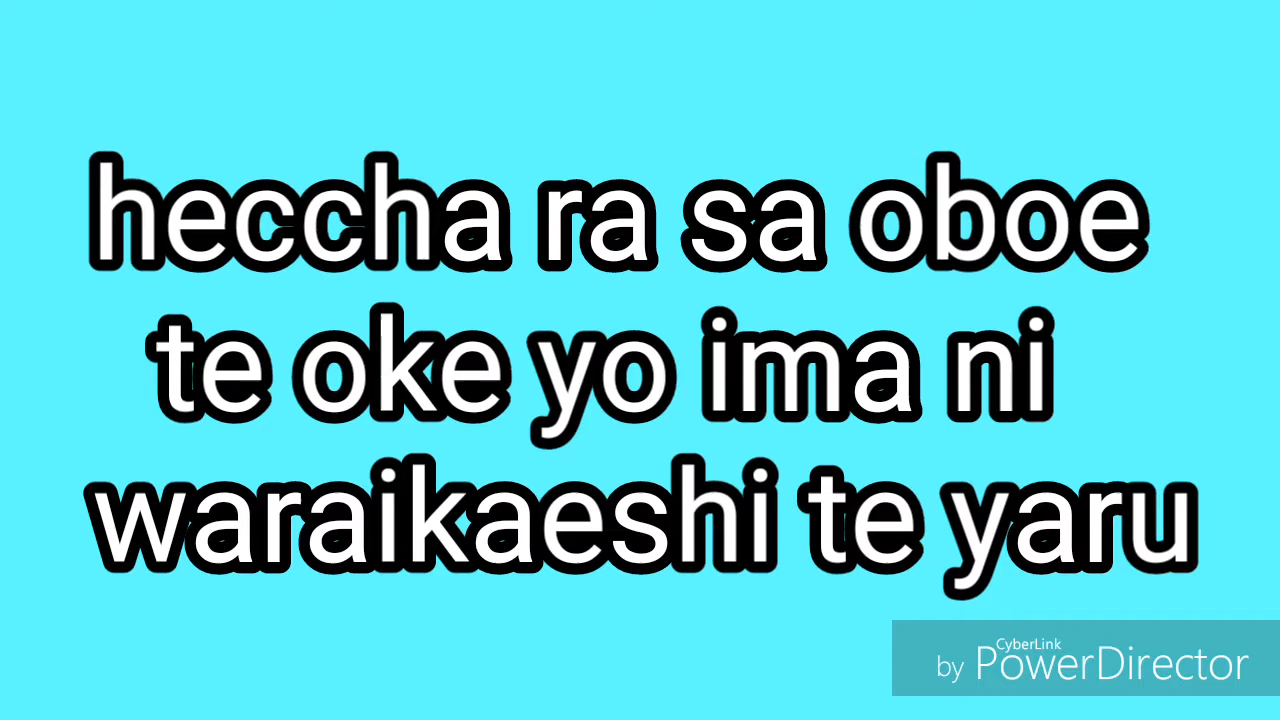 heccha ra sa oboe
te oke yo ima ni
waraikaeshi te yaru
CyberLink
by PowerDirector